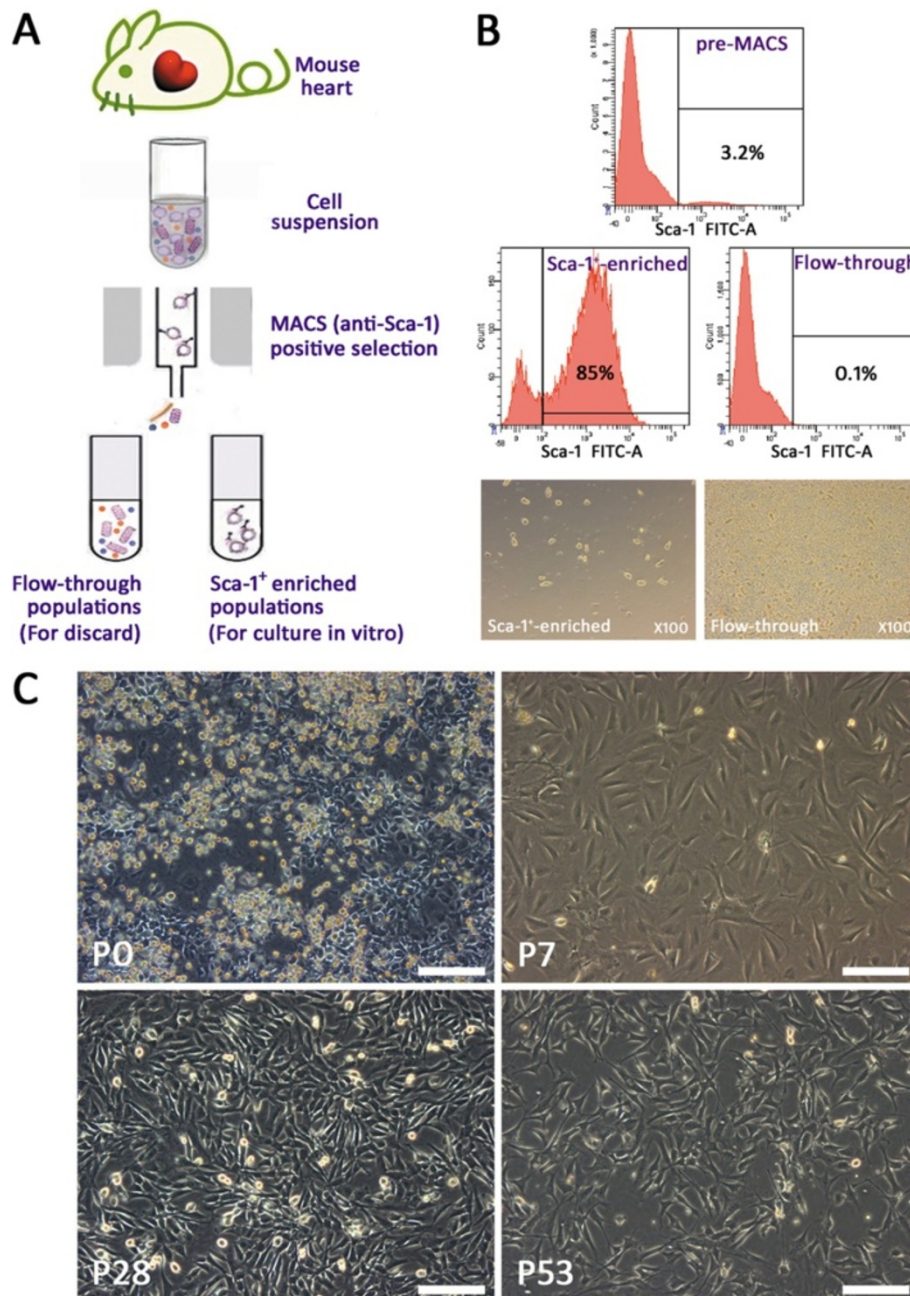 A
Mouse
heart
Cell
suspension
MACS (anti-Sca-1)
positive selection
Flow-through
populations
(For discard)
Sca-1⁺ enriched
populations
(For culture in vitro)
B
pre-MACS
(x 1,000)
Count
3.2%
Sca-1 FITC-A
Sca-1⁺-enriched
Count
85%
Sca-1 FITC-A
Flow-through
Count
0.1%
Sca-1 FITC-A
Sca-1⁺-enriched
X100
Flow-through
X100
C
P0
P7
P28
P53